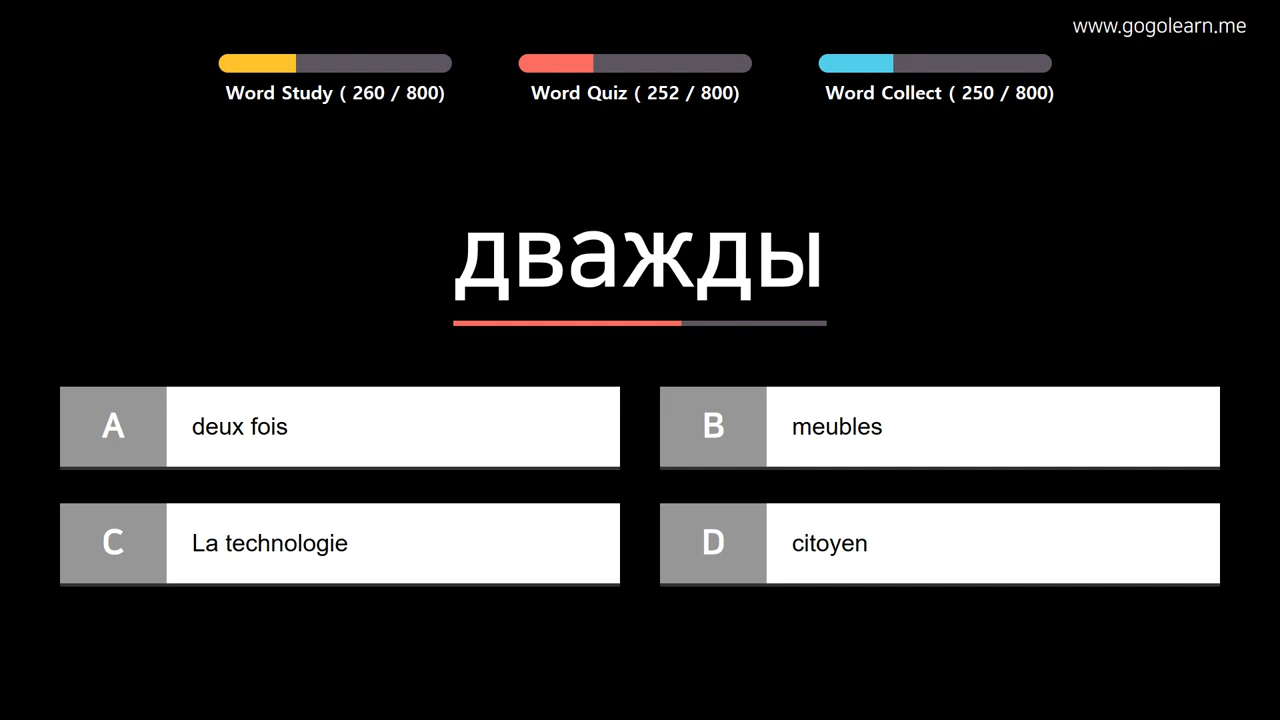 www.gogolearn.me
Word Study ( 260 / 800)
Word Quiz ( 252 / 800)
Word Collect ( 250 / 800)
дважды
A
deux fois
B
meubles
C
La technologie
D
citoyen